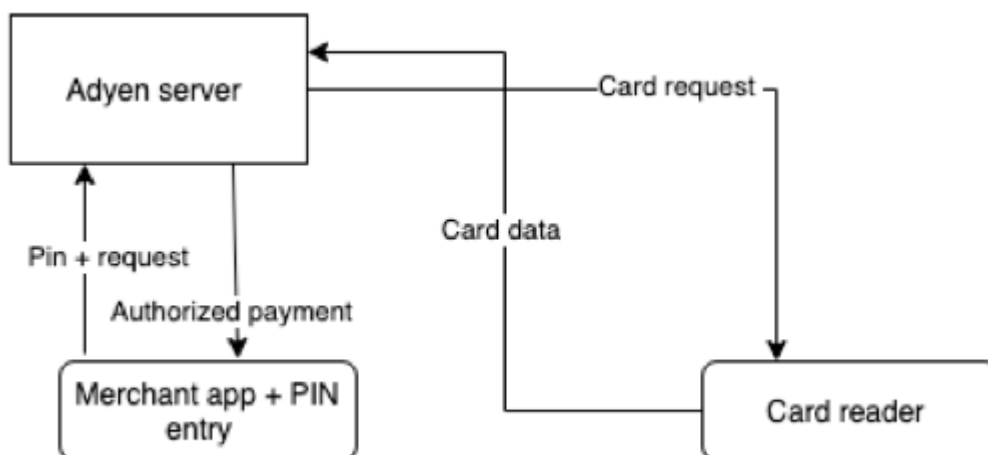 Adyen server
Card request
Card data
Pin + request
Authorized payment
Merchant app + PIN
entry
Card reader